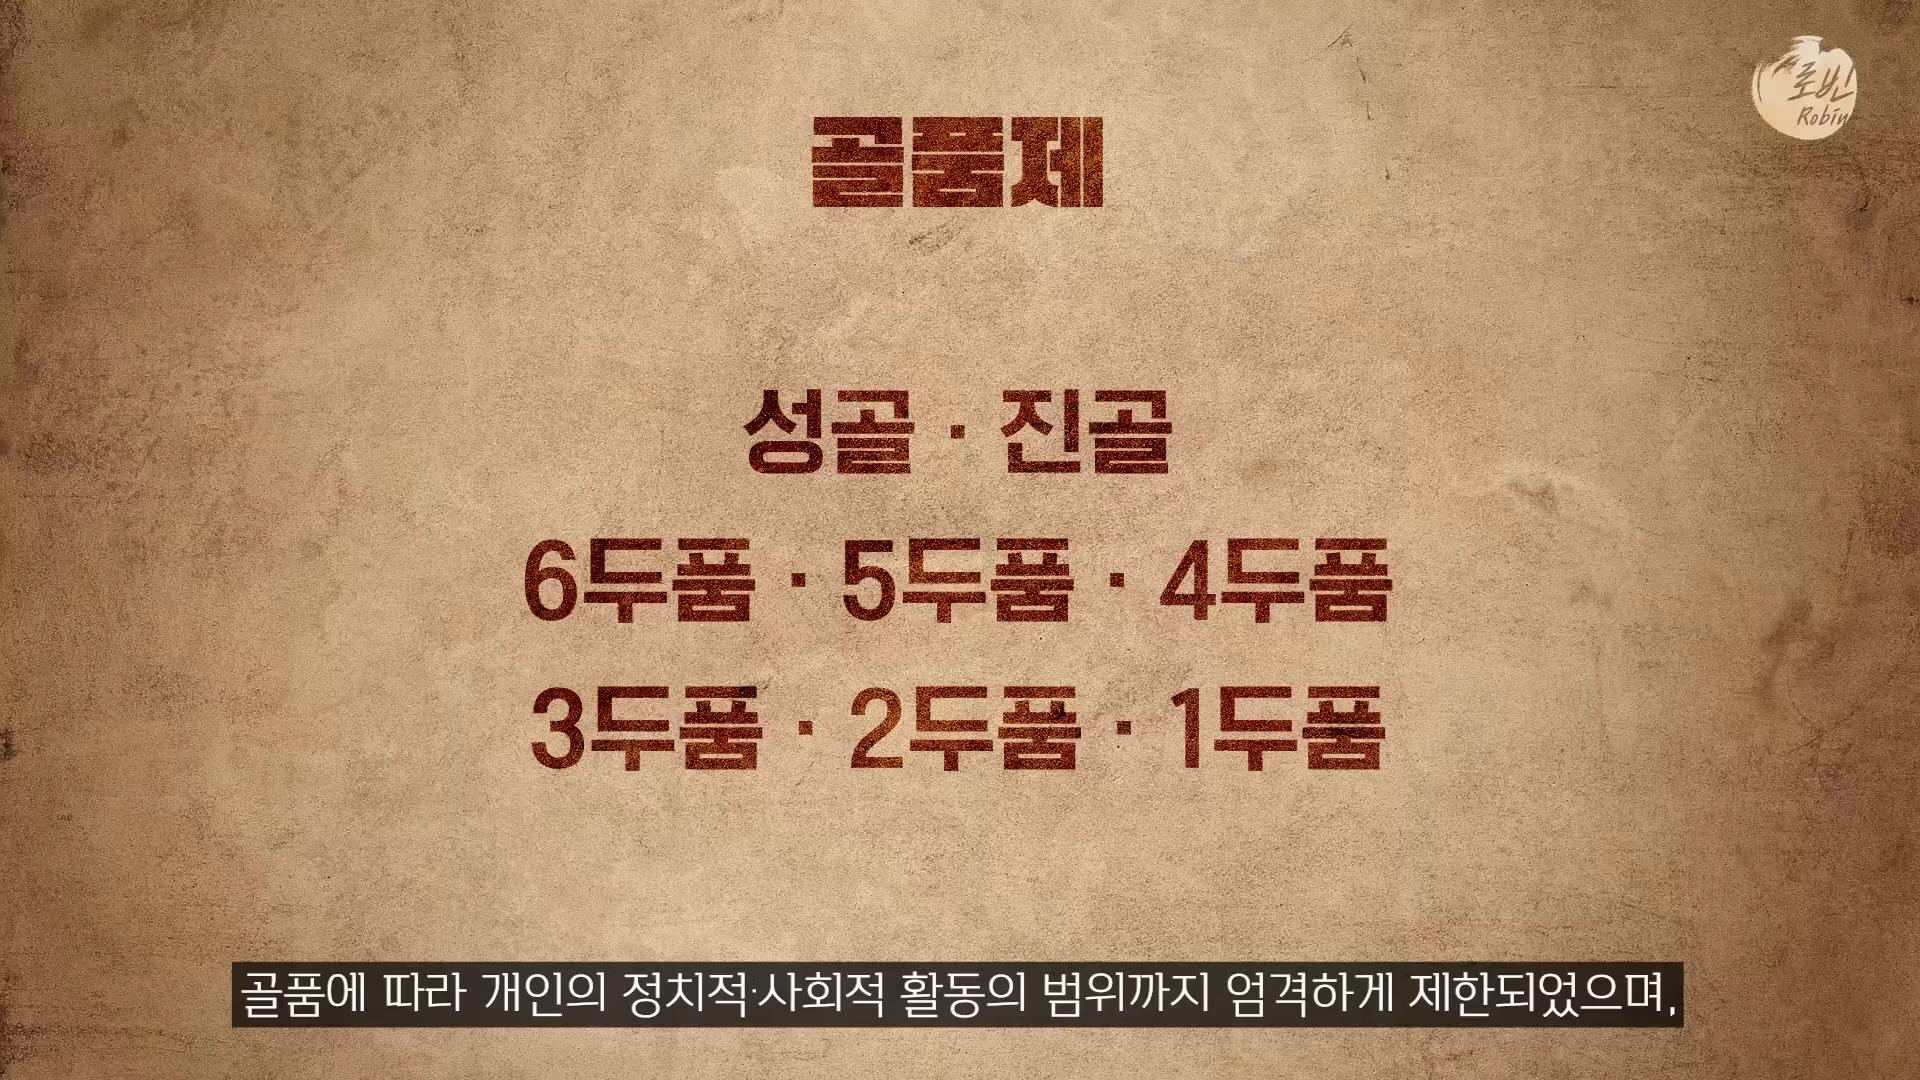 로빈
Robin
골품제
성골 · 진골
6두품 · 5두품 · 4두품
3두품 · 2두품 · 1두품
골품에 따라 개인의 정치적·사회적 활동의 범위까지 엄격하게 제한되었으며,